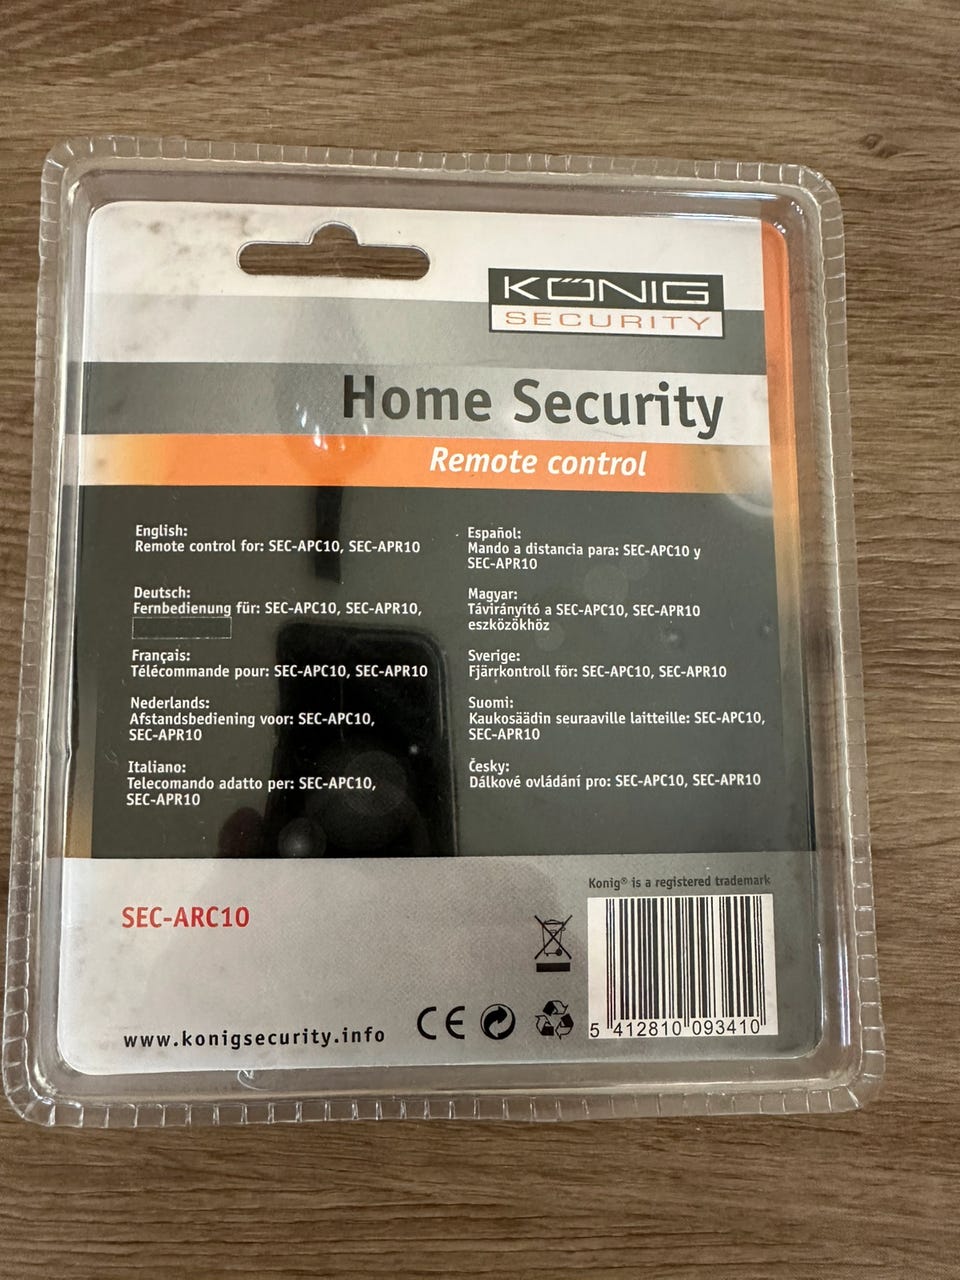 KÖNIG
SECURITY
Home Security
Remote control
English:
Remote control for: SEC-APC10, SEC-APR10
Deutsch:
Fernbedienung für: SEC-APC10, SEC-APR10,
Français:
Télécommande pour: SEC-APC10, SEC-APR10
Nederlands:
Afstandsbediening voor: SEC-APC10,
SEC-APR10
Italiano:
Telecomando adatto per: SEC-APC10,
SEC-APR10
Español:
Mando a distancia para: SEC-APC10 y
SEC-APR10
Magyar:
Távirányító a SEC-APC10, SEC-APR10
eszközökhöz
Sverige:
Fjärrkontroll för: SEC-APC10, SEC-APR10
Suomi:
Kaukosäädin seuraaville laitteille: SEC-APC10,
SEC-APR10
Česky:
Dálkové ovládání pro: SEC-APC10, SEC-APR10
Konig® is a registered trademark
SEC-ARC10
www.konigsecurity.info
CE
5 412810 093410